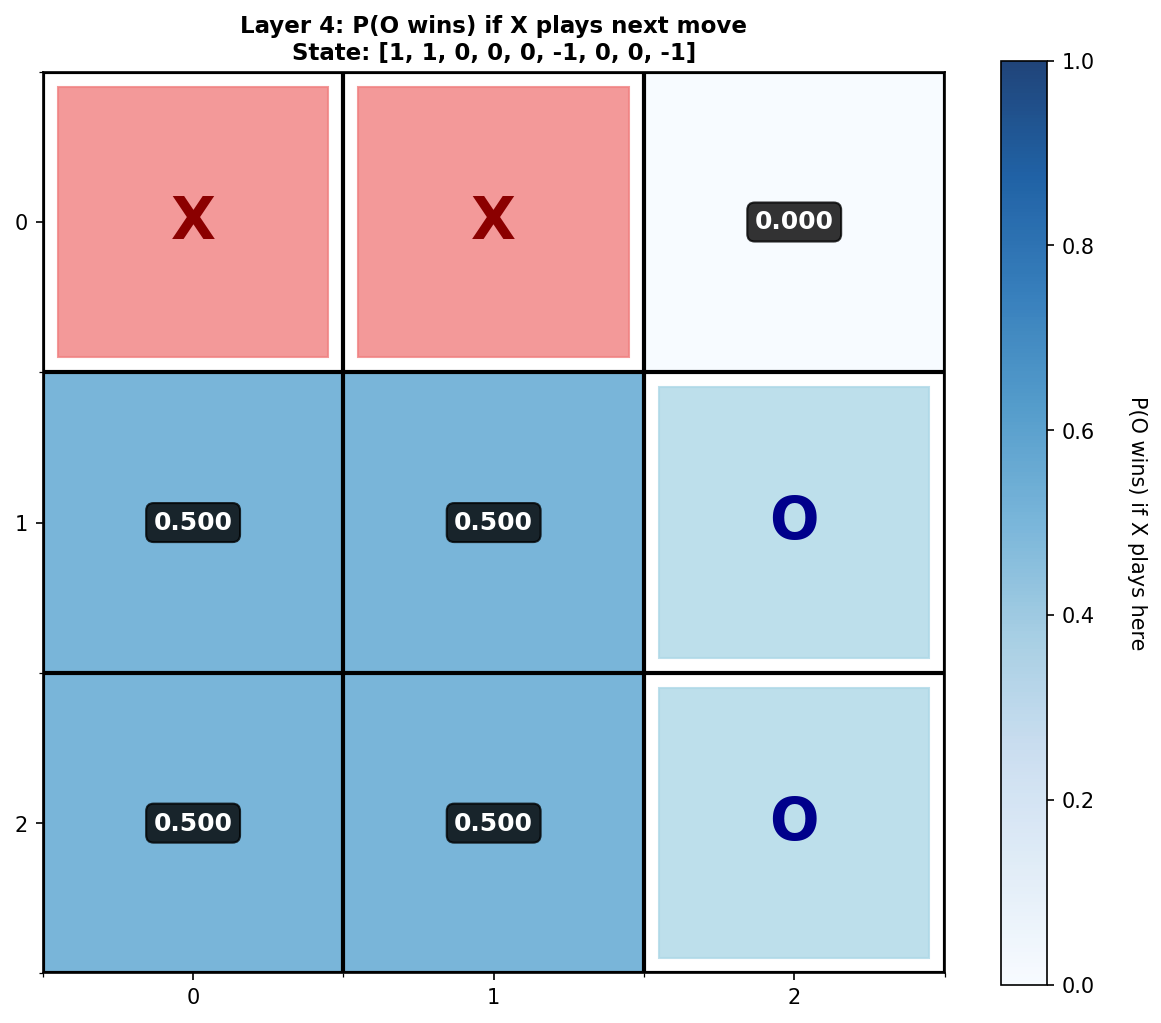 Layer 4: P(O wins) if X plays next move
State: [1, 1, 0, 0, 0, -1, 0, 0, -1]
0
X
X
0.000
1
0.500
0.500
O
2
0.500
0.500
O
0
1
2
1.0
0.8
0.6
0.4
0.2
0.0
P(O wins) if X plays here